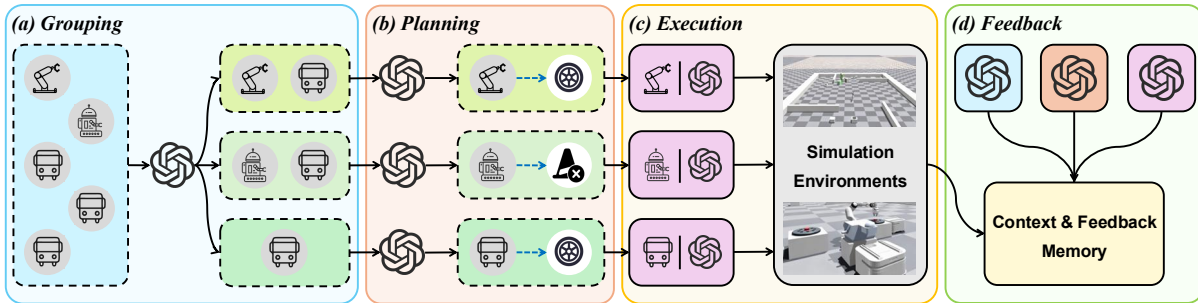 (a) Grouping
(b) Planning
(c) Execution
(d) Feedback
Simulation
Environments
Context & Feedback
Memory